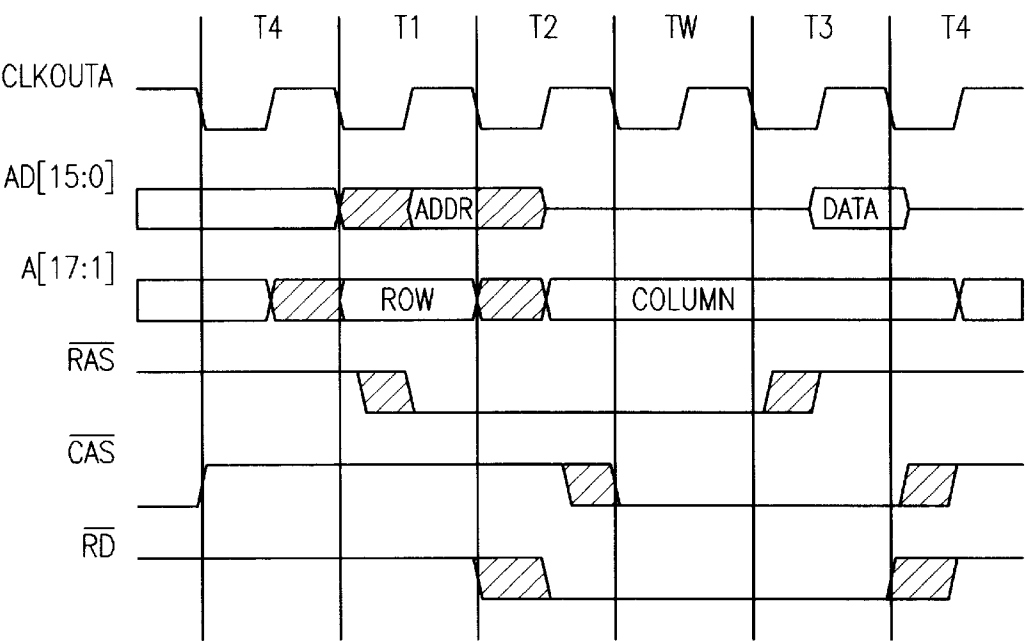 T4 T1 T2 TW T3 T4
CLKOUTA
AD[15:0] ADDR DATA
A[17:1] ROW COLUMN
RAS
CAS
RD